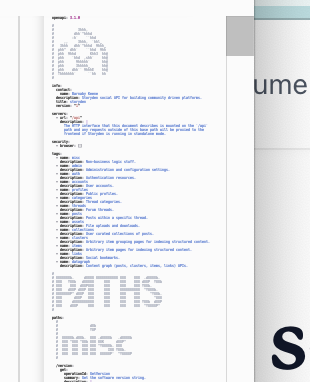 openapi: 3.1.0
info:
contact:
name: Barnaby Keene
description: Storyden social API for building community driven platforms.
title: storyden
version: "1"
servers:
- url: "/api"
description: |
The HTTP interface that this document describes is mounted on the `/api`
path and any requests outside of this base path will be proxied to the
frontend if Storyden is running in standalone mode.
security:
- browser: []
tags:
- name: misc
description: Non-business logic stuff.
- name: admin
description: Administration and configuration settings.
- name: auth
description: Authentication resources.
- name: accounts
description: User accounts.
- name: profiles
description: Public profiles.
- name: categories
description: Thread categories.
- name: threads
description: Forum threads.
- name: posts
description: Posts within a specific thread.
- name: assets
description: File uploads and downloads.
- name: collections
description: User curated collections of posts.
- name: clusters
description: Arbitrary item grouping pages for indexing structured content.
- name: items
description: Arbitrary item pages for indexing structured content.
- name: links
description: Social bookmarks.
- name: datagraph
description: Content graph (posts, clusters, items, links) APIs.
paths:
/version:
get:
operationId: GetVersion
summary: Get the software version string.
ume
s